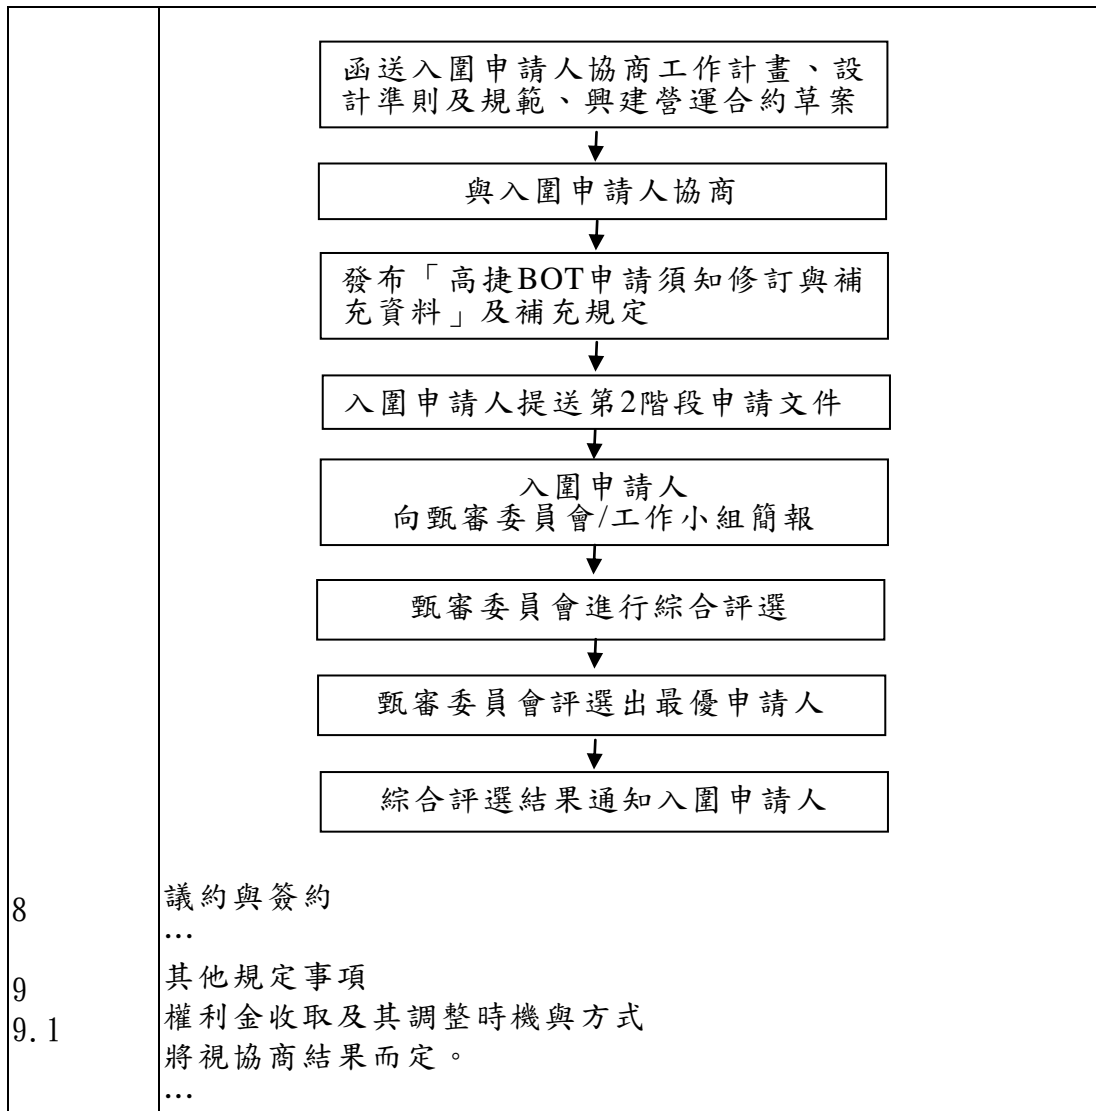 函送入圍申請人協商工作計畫、設
計準則及規範、興建營運合約草案
與入圍申請人協商
發布「高捷BOT申請須知修訂與補
充資料」及補充規定
入圍申請人提送第2階段申請文件
入圍申請人
向甄審委員會/工作小組簡報
甄審委員會進行綜合評選
甄審委員會評選出最優申請人
綜合評選結果通知入圍申請人
8 議約與簽約
…
9 其他規定事項
9.1 權利金收取及其調整時機與方式
將視協商結果而定。
…